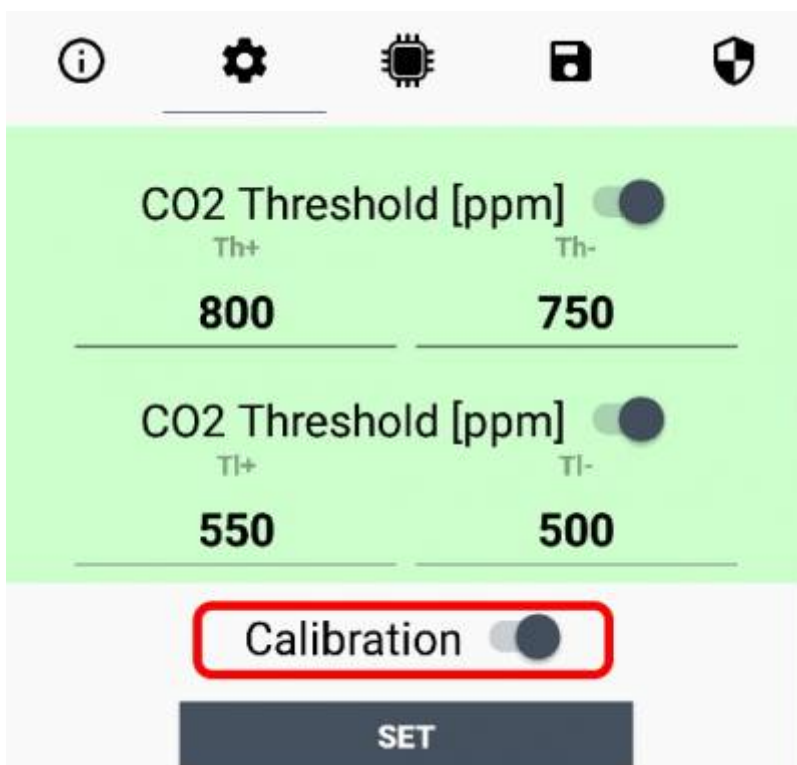 CO2 Threshold [ppm]
Th+ Th-
800 750
CO2 Threshold [ppm]
Tl+ Tl-
550 500
Calibration
SET